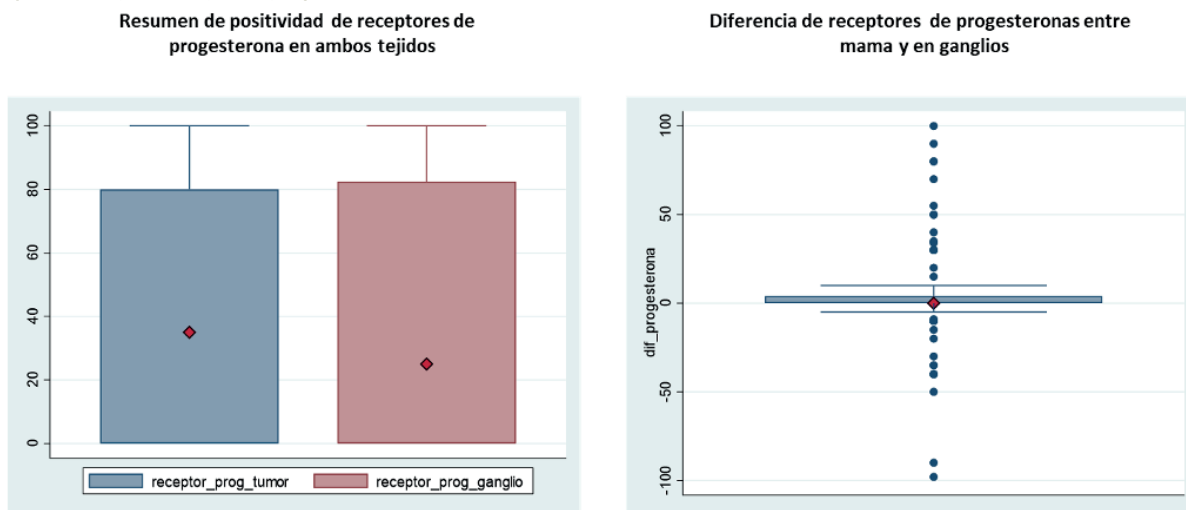 Resumen de positividad de receptores de
progesterona en ambos tejidos
100
80
60
40
20
0
receptor_prog_tumor
receptor_prog_ganglio
Diferencia de receptores de progesteronas entre
mama y en ganglios
dif_progesterona
100
50
0
-50
-100